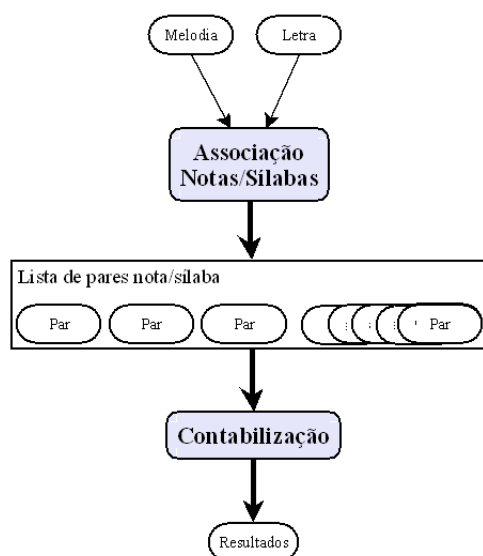 Melodia
Letra
Associação
Notas/Sílabas
Lista de pares nota/sílaba
Par
Par
Par
Par
Contabilização
Resultados